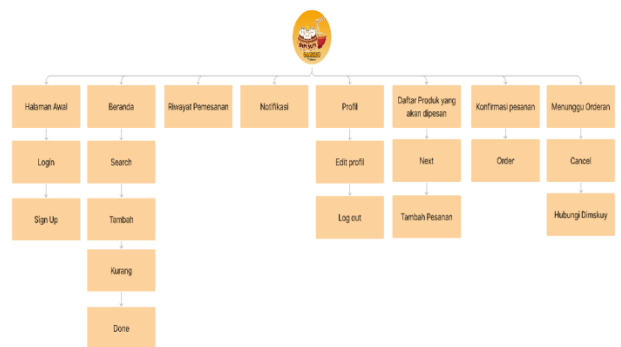 Halaman Awal
Beranda
Riwayat Pemesanan
Notifikasi
Profil
Daftar Produk yang
akan dipesan
Konfirmasi pesanan
Menunggu Orderan
Login
Search
Edit profil
Next
Order
Cancel
Sign Up
Tambah
Log out
Tambah Pesanan
Hubungi Dimskuy
Kurang
Done